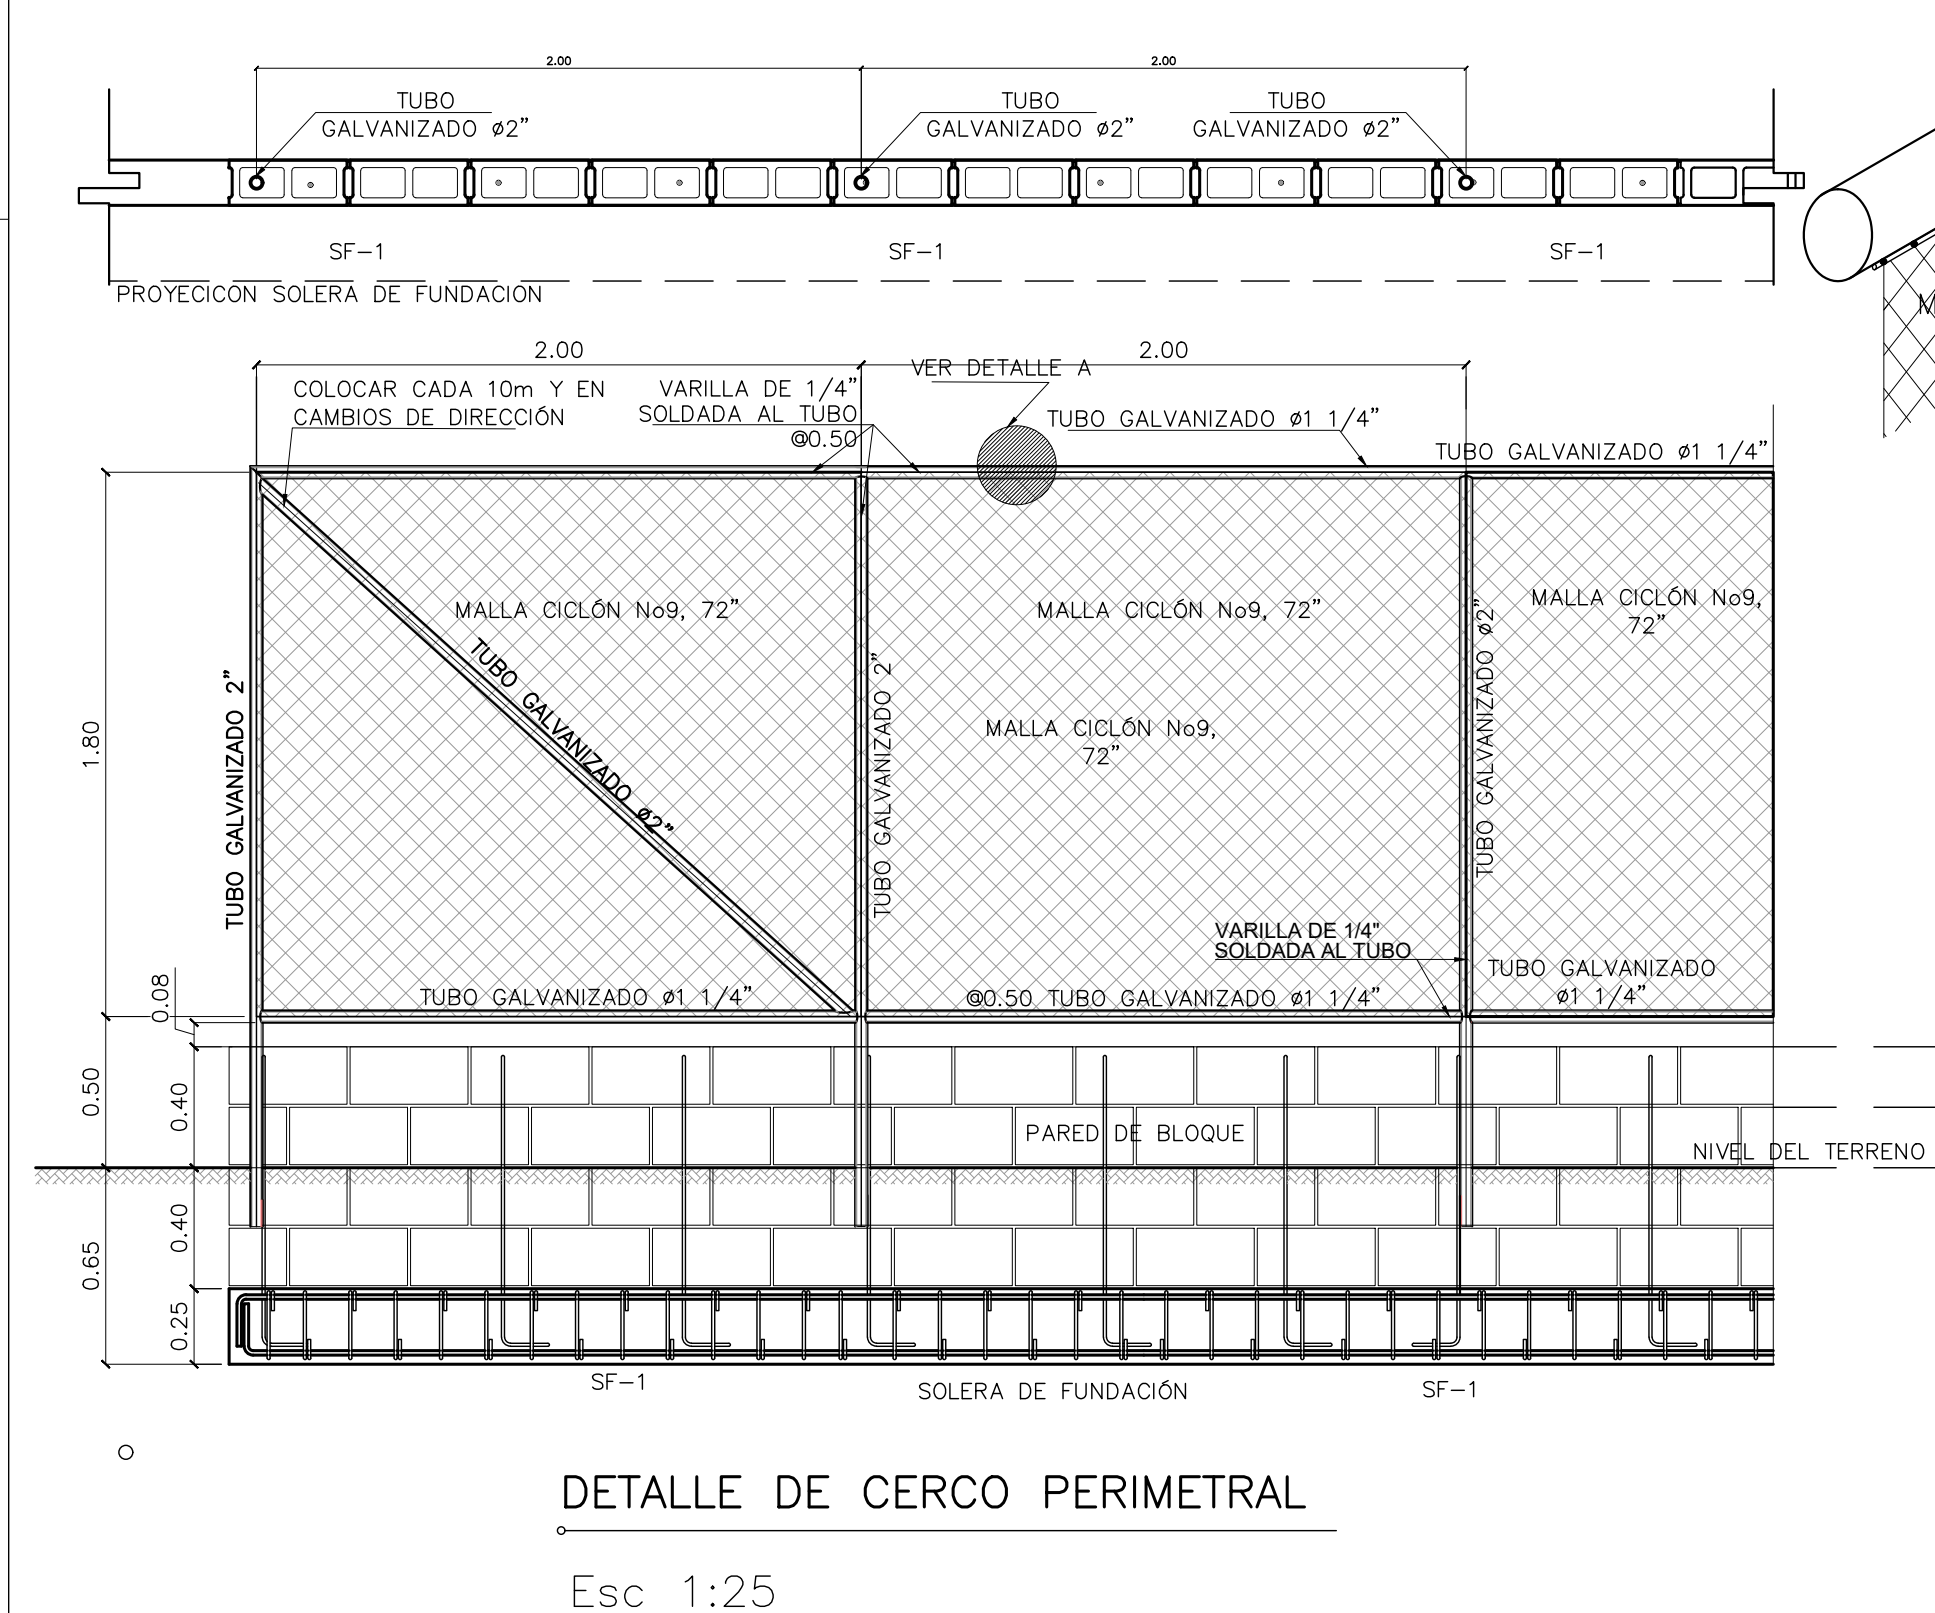 2.00
2.00
TUBO
GALVANIZADO ø2"
TUBO
GALVANIZADO ø2"
TUBO
GALVANIZADO ø2"
SF-1
SF-1
SF-1
PROYECICON SOLERA DE FUNDACION
2.00
2.00
COLOCAR CADA 10m Y EN
CAMBIOS DE DIRECCIÓN
VARILLA DE 1/4"
SOLDADA AL TUBO
@0.50
VER DETALLE A
TUBO GALVANIZADO ø1 1/4"
TUBO GALVANIZADO ø1 1/4"
MALLA CICLÓN No9, 72"
MALLA CICLÓN No9, 72"
MALLA CICLÓN No9,
72"
MALLA CICLÓN No9,
72"
TUBO GALVANIZADO 2"
TUBO GALVANIZADO ø2"
TUBO GALVANIZADO 2"
TUBO GALVANIZADO ø2"
1.80
VARILLA DE 1/4"
SOLDADA AL TUBO
TUBO GALVANIZADO
ø1 1/4"
TUBO GALVANIZADO ø1 1/4"
@0.50 TUBO GALVANIZADO ø1 1/4"
0.08
0.50
0.40
PARED DE BLOQUE
NIVEL DEL TERRENO
0.40
0.65
0.25
SF-1
SOLERA DE FUNDACIÓN
SF-1
DETALLE DE CERCO PERIMETRAL
Esc 1:25